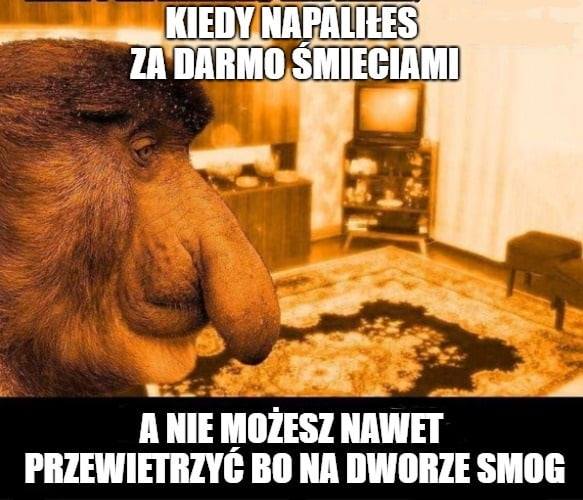 KIEDY NAPALIŁEŚ
ZA DARMO ŚMIECIAMI
A NIE MOŻESZ NAWET
PRZEWIETRZYĆ BO NA DWORZE SMOG